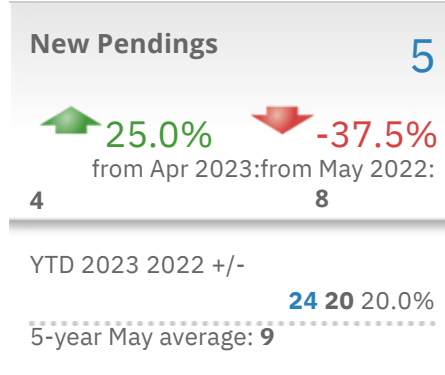 New Pendings
5
25.0% -37.5%
from Apr 2023:from May 2022:
4 8
YTD 2023 2022 +/-
24 20 20.0%
5-year May average: 9